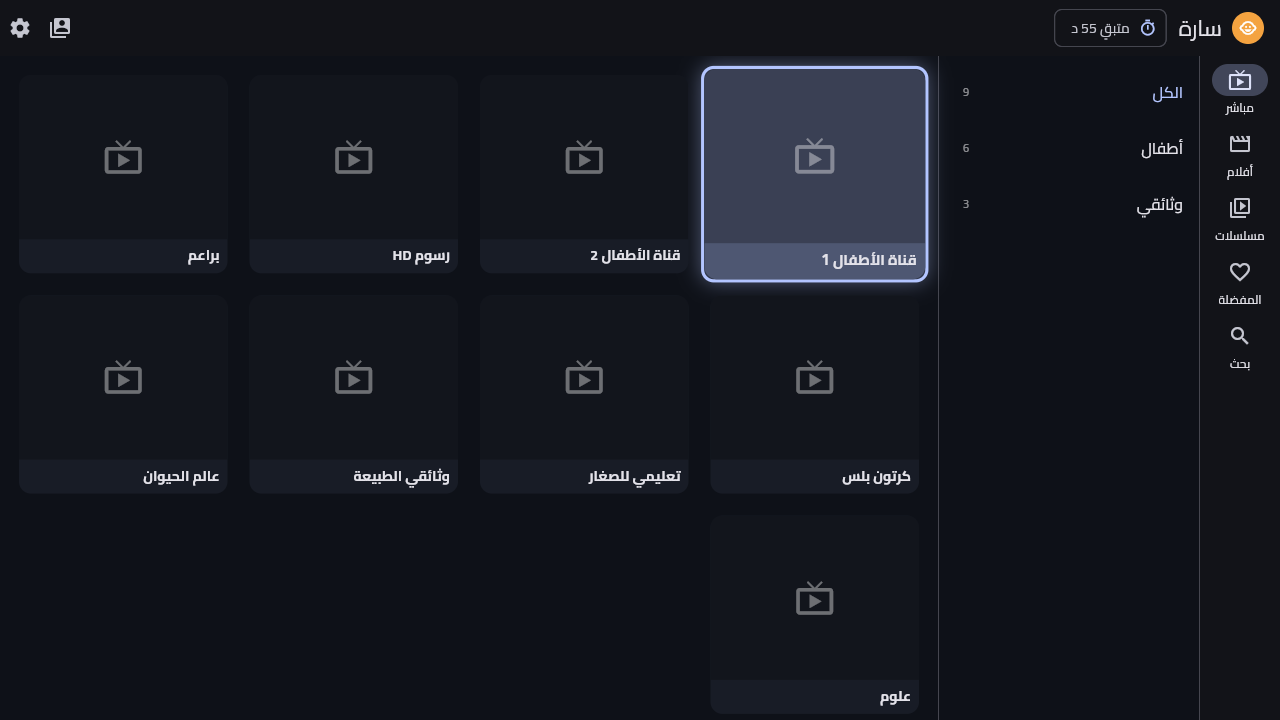 سارة
متبقٍ 55 د
مباشر
أفلام
مسلسلات
المفضلة
بحث
الكل 9
أطفال 6
وثائقي 3
قناة الأطفال 1
قناة الأطفال 2
رسوم HD
براعم
كرتون بلس
تعليمي للصغار
وثائقي الطبيعة
عالم الحيوان
علوم